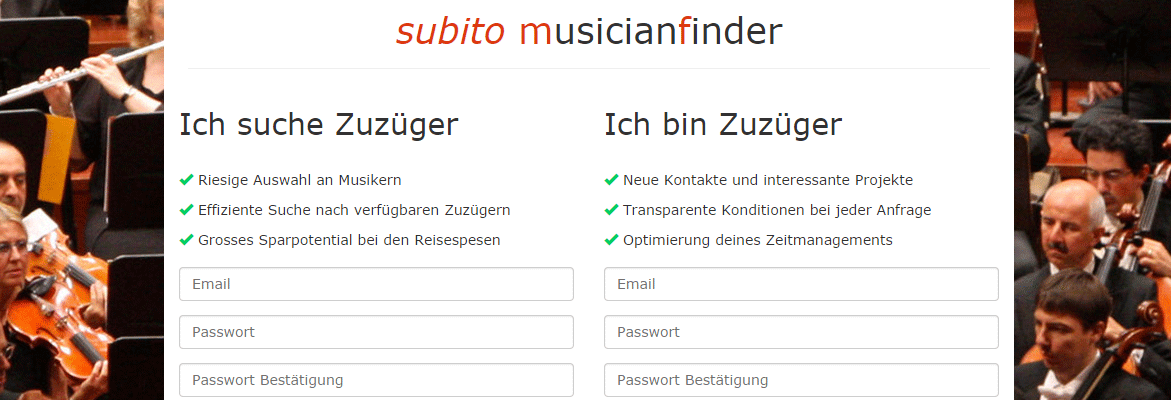 subito musicianfinder
Ich suche Zuzüger
Riesige Auswahl an Musikern
Effiziente Suche nach verfügbaren Zuzügern
Grosses Sparpotential bei den Reisespesen
Email
Passwort
Passwort Bestätigung
Ich bin Zuzüger
Neue Kontakte und interessante Projekte
Transparente Konditionen bei jeder Anfrage
Optimierung deines Zeitmanagements
Email
Passwort
Passwort Bestätigung